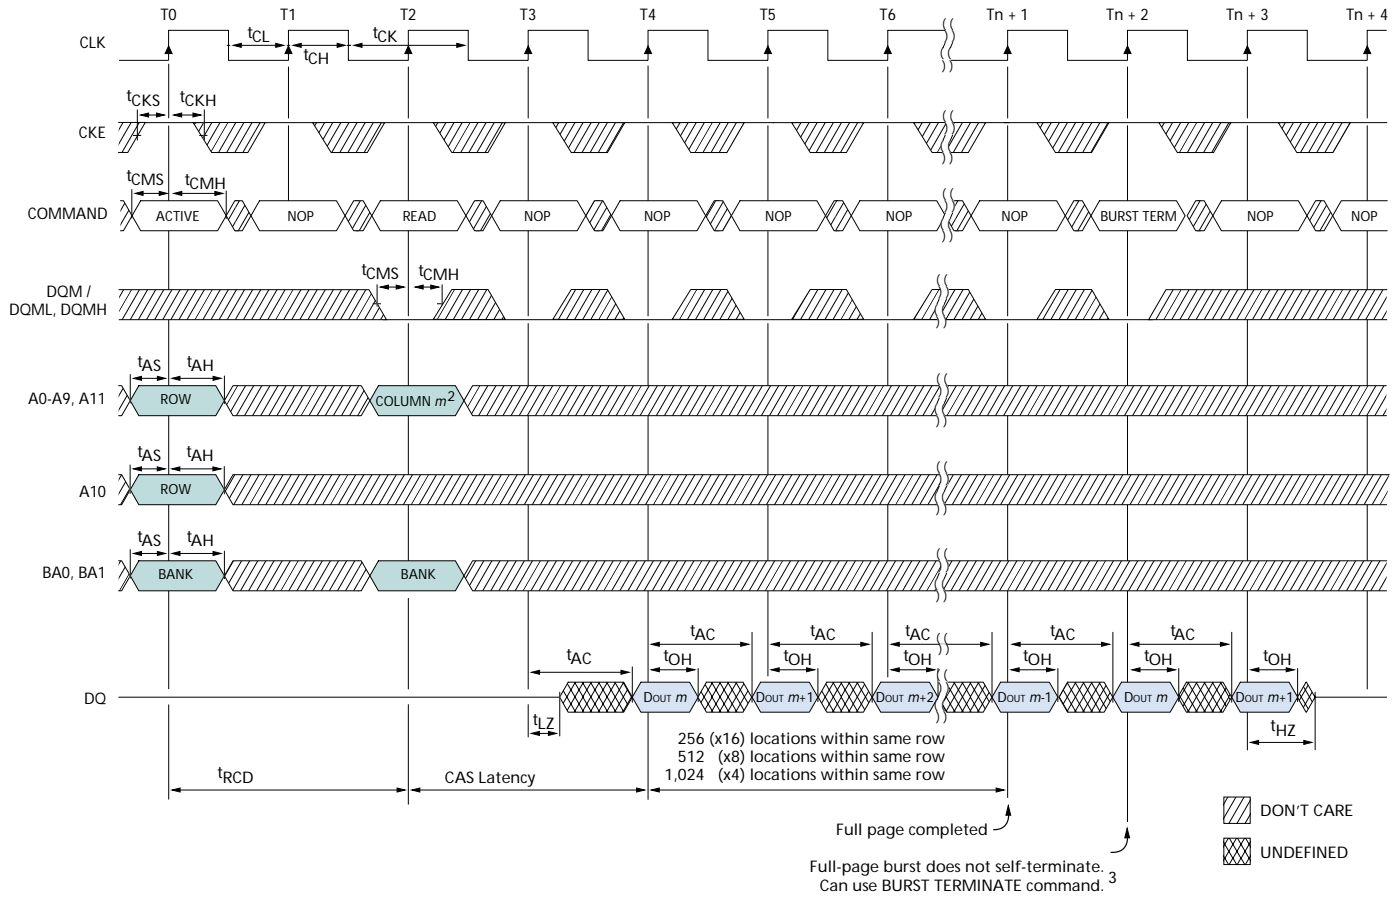 T0 T1 T2 T3 T4 T5 T6 Tn + 1 Tn + 2 Tn + 3 Tn + 4
CLK tCL tCH tCK
tCKS tCKH
CKE
tCMS tCMH
COMMAND ACTIVE NOP READ NOP NOP NOP NOP NOP BURST TERM NOP NOP
tCMS tCMH
DQM /
DQML, DQMH
tAS tAH
A0-A9, A11 ROW COLUMN m2
tAS tAH
A10 ROW
tAS tAH
BA0, BA1 BANK BANK
tAC tAC tAC tAC tAC tAC
tOH tOH tOH tOH tOH tOH
DQ DOUT m DOUT m+1 DOUT m+2 DOUT m-1 DOUT m DOUT m+1
tLZ tHZ
256 (x16) locations within same row
512 (x8) locations within same row
1,024 (x4) locations within same row
tRCD CAS Latency
Full page completed
Full-page burst does not self-terminate.
Can use BURST TERMINATE command. 3
DON'T CARE
UNDEFINED